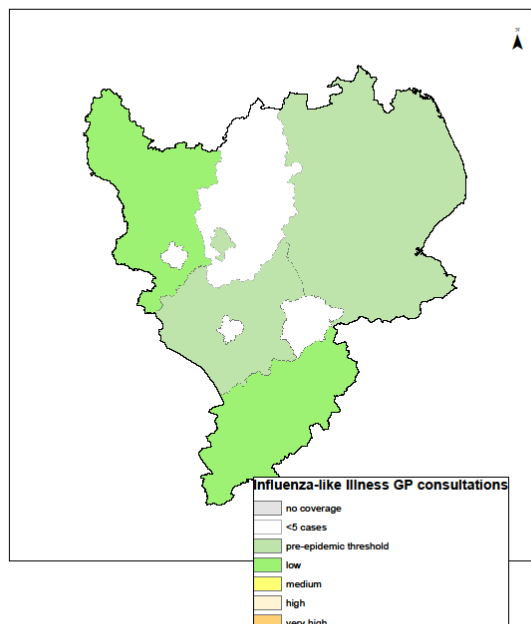 Influenza-like Illness GP consultations
no coverage
<5 cases
pre-epidemic threshold
low
medium
high
very high